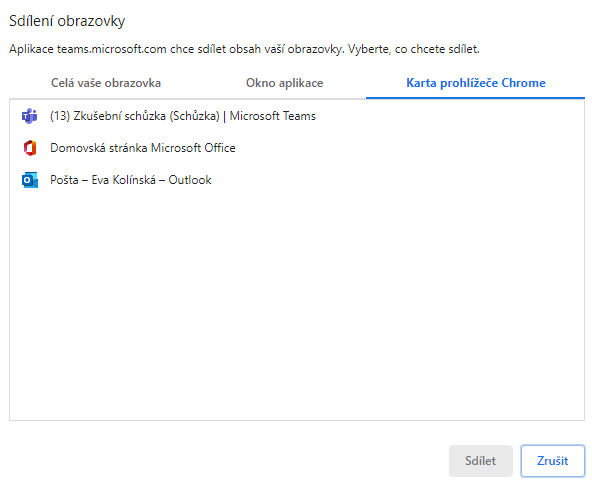 Sdílení obrazovky
Aplikace teams.microsoft.com chce sdílet obsah vaší obrazovky. Vyberte, co chcete sdílet.
Celá vaše obrazovka
Okno aplikace
Karta prohlížeče Chrome
(13) Zkušební schůzka (Schůzka) | Microsoft Teams
Domovská stránka Microsoft Office
Pošta – Eva Kolínská – Outlook
Sdílet
Zrušit